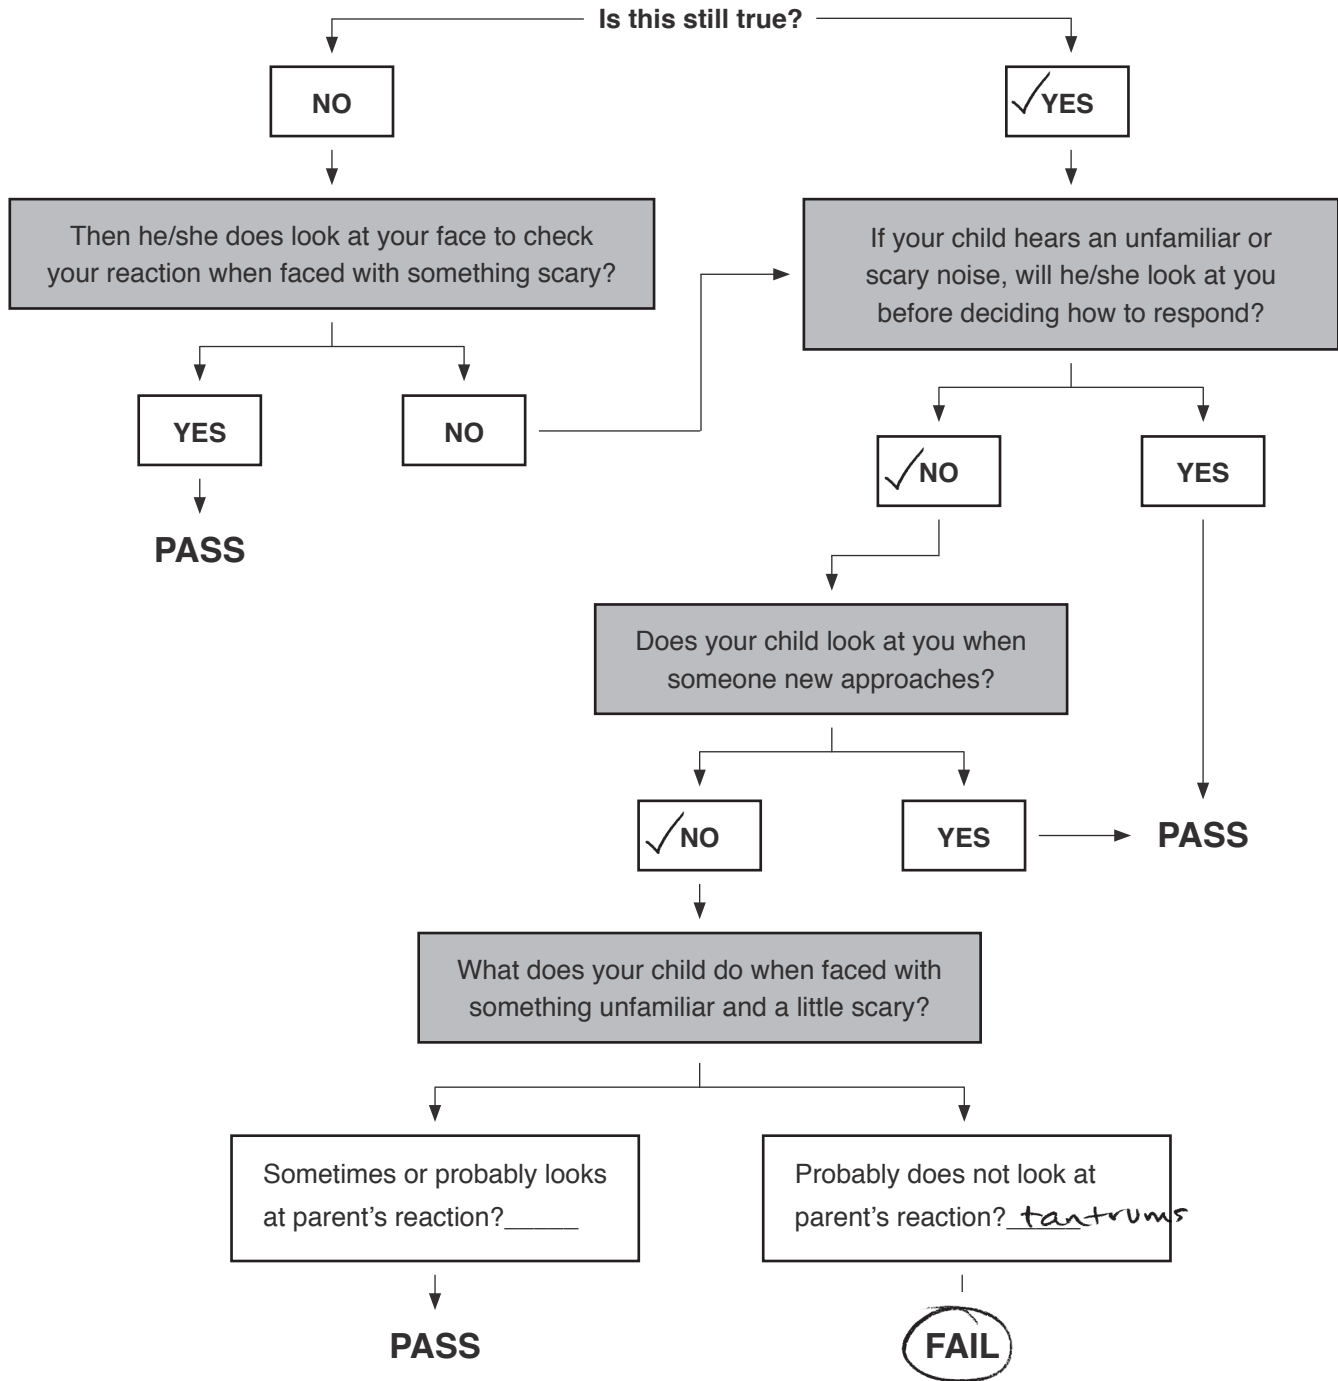 Is this still true?
NO
✓ YES
Then he/she does look at your face to check
your reaction when faced with something scary?
If your child hears an unfamiliar or
scary noise, will he/she look at you
before deciding how to respond?
YES
NO
✓ NO
YES
PASS
Does your child look at you when
someone new approaches?
✓ NO
YES
PASS
What does your child do when faced with
something unfamiliar and a little scary?
Sometimes or probably looks
at parent's reaction?_____
Probably does not look at
parent's reaction? tantrums
PASS
FAIL